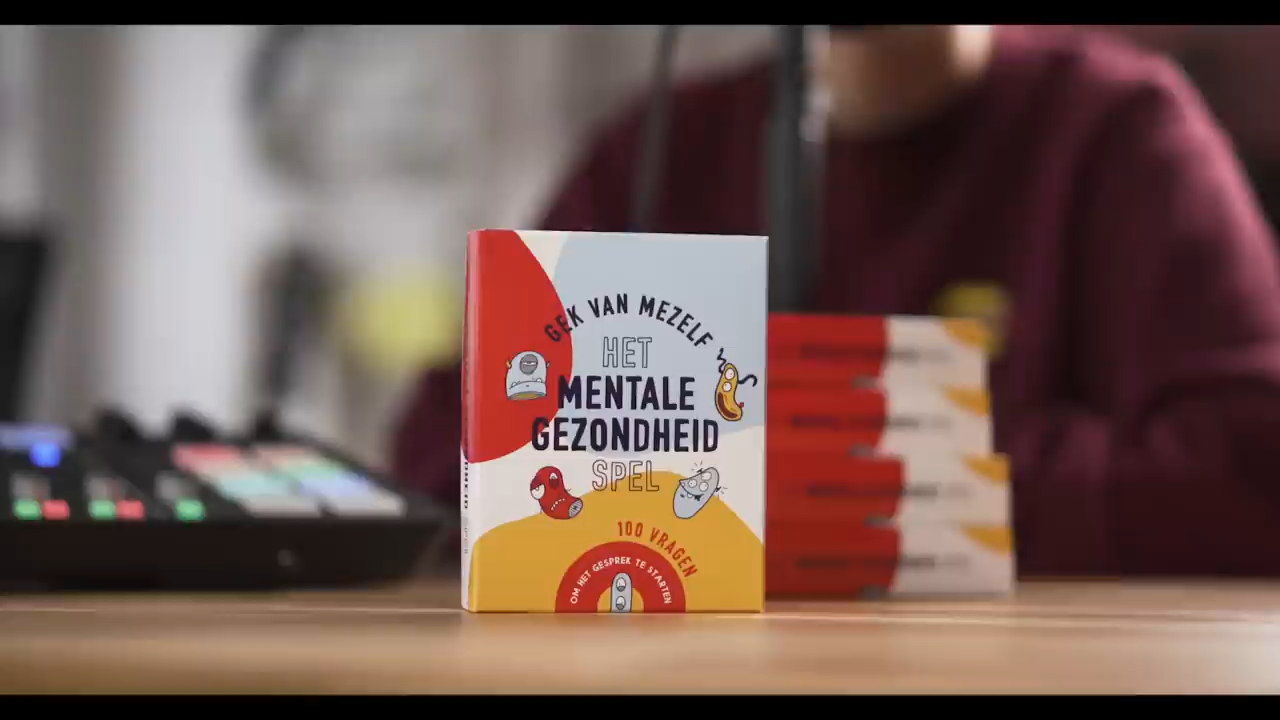 GEK VAN MEZELF
HET
MENTALE
GEZONDHEID
SPEL
100 VRAGEN
OM HET GESPREK TE STARTEN